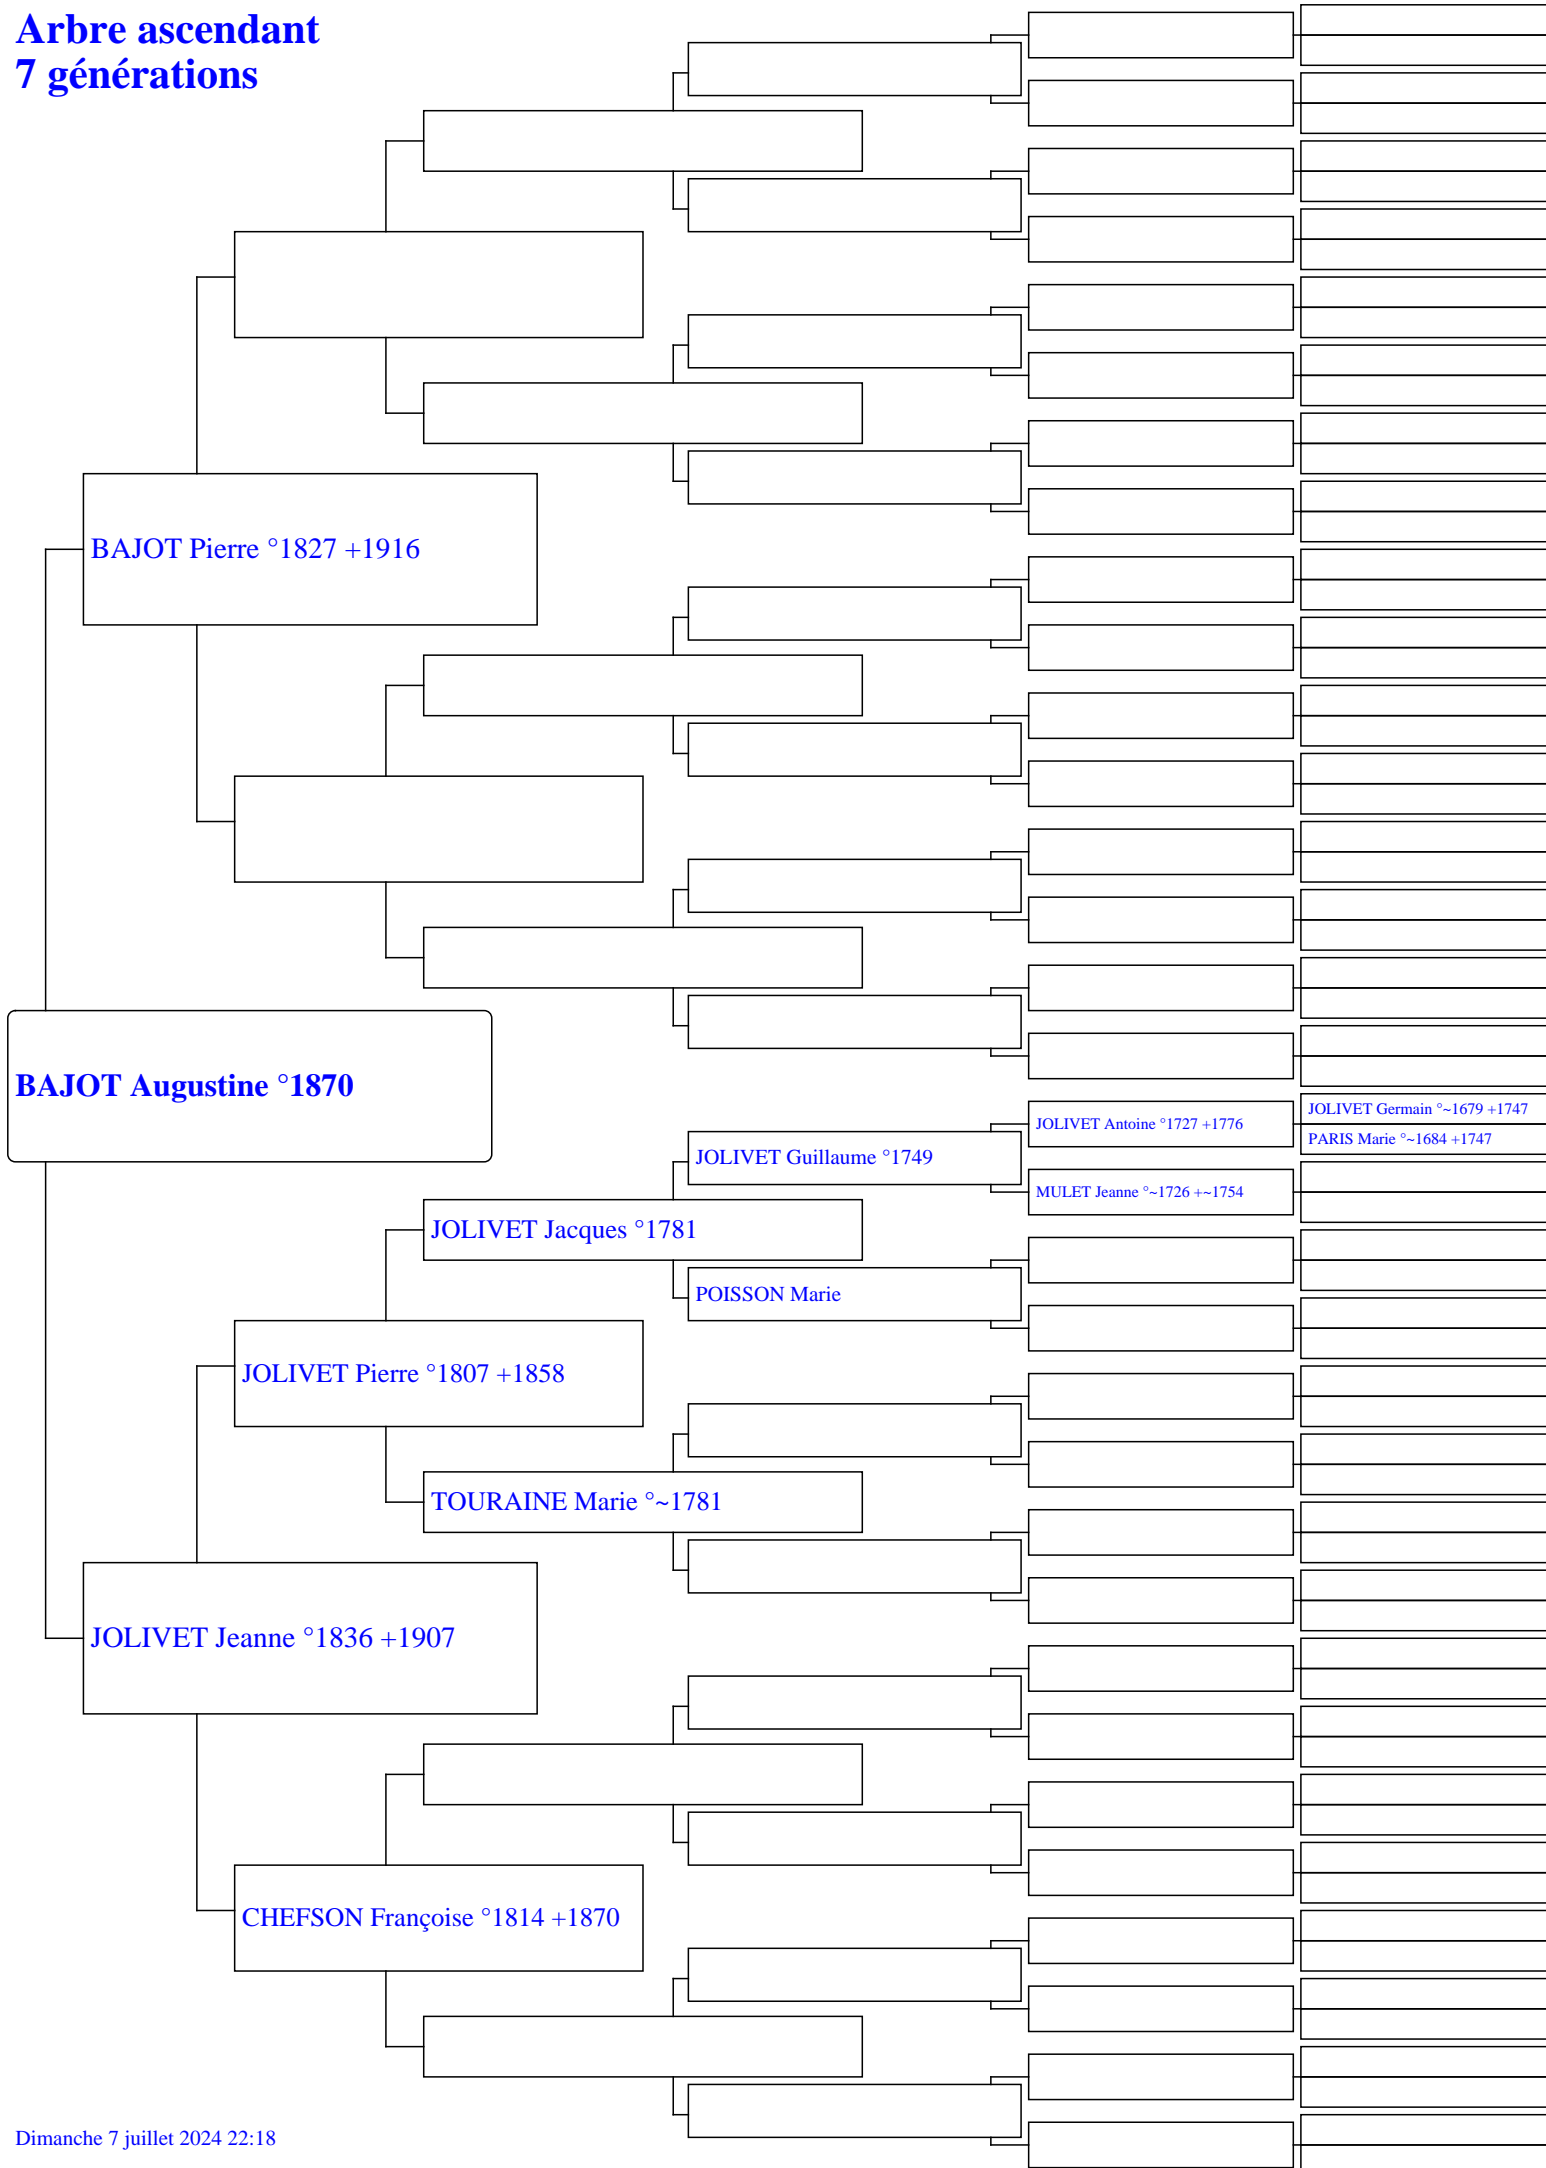 Arbre ascendant
7 générations
BAJOT Pierre °1827 +1916
BAJOT Augustine °1870
JOLIVET Germain °~1679 +1747
JOLIVET Antoine °1727 +1776
PARIS Marie °~1684 +1747
JOLIVET Guillaume °1749
MULET Jeanne °~1726 +~1754
JOLIVET Jacques °1781
POISSON Marie
JOLIVET Pierre °1807 +1858
TOURAINE Marie °~1781
JOLIVET Jeanne °1836 +1907
CHEFSON Françoise °1814 +1870
Dimanche 7 juillet 2024 22:18